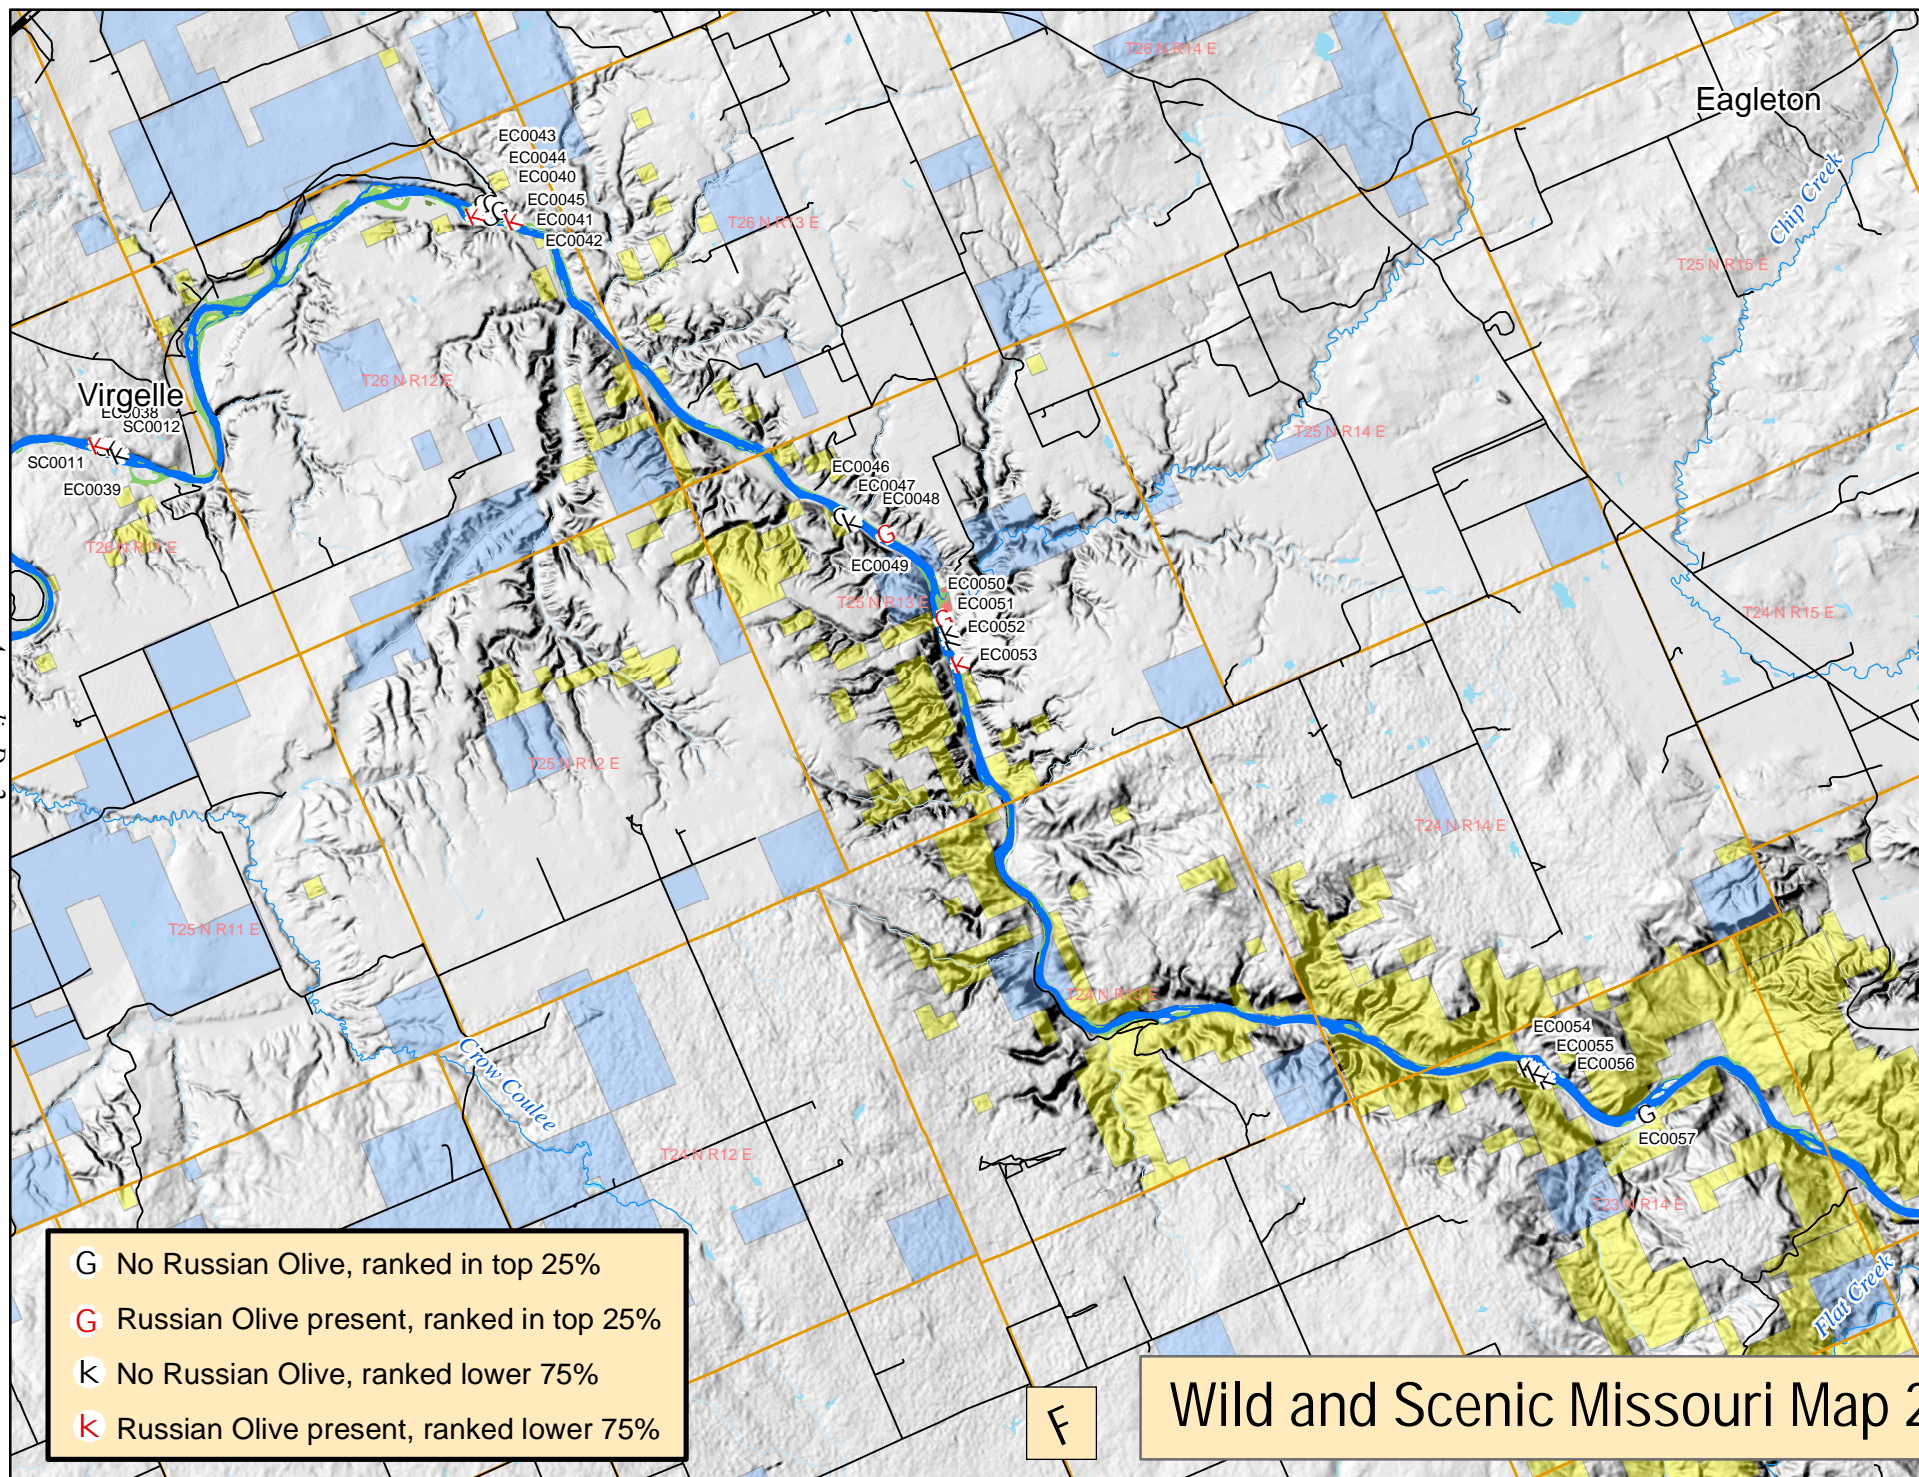 T26 N R14 E
Eagleton
EC0043
EC0044
EC0040
EC0045
EC0041
EC0042
Chip Creek
T26 N R13 E
T25 N R15 E
T26 N R12 E
Virgelle
EC0038
SC0012
SC0011
EC0039
T25 N R14 E
EC0046
EC0047
EC0048
T26 N R11 E
EC0049
EC0050
T25 N R13 E
EC0051
EC0052
EC0053
T24 N R15 E
T25 N R12 E
T24 N R14 E
T25 N R11 E
T24 N R13 E
EC0054
EC0055
EC0056
Crow Coulee
EC0057
T24 N R12 E
T23 N R14 E
Flat Creek
G No Russian Olive, ranked in top 25%
G Russian Olive present, ranked in top 25%
K No Russian Olive, ranked lower 75%
K Russian Olive present, ranked lower 75%
F
Wild and Scenic Missouri Map 2